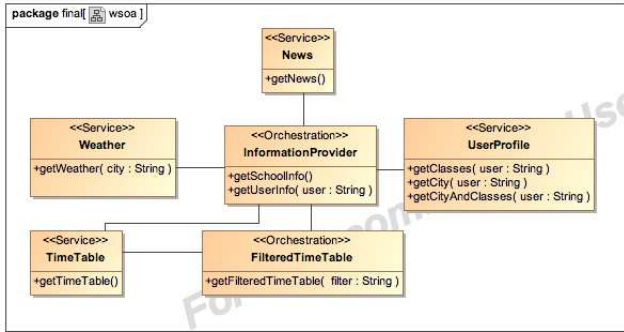 package final[ wsoa ]
<<Service>>
News
+getNews()
<<Service>>
Weather
+getWeather( city : String )
<<Orchestration>>
InformationProvider
+getSchoolInfo()
+getUserInfo( user : String )
<<Service>>
UserProfile
+getClasses( user : String )
+getCity( user : String )
+getCityAndClasses( user : String )
<<Service>>
TimeTable
+getTimeTable()
<<Orchestration>>
FilteredTimeTable
+getFilteredTimeTable( filter : String )